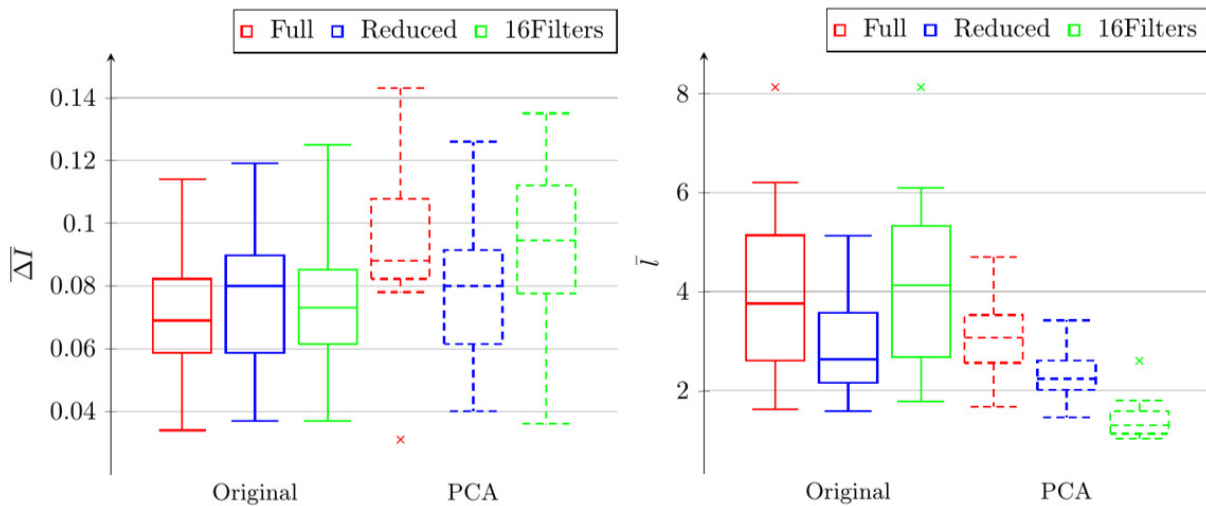 Full Reduced 16Filters
0.14
0.12
0.1
0.08
0.06
0.04
ΔI
Original PCA
Full Reduced 16Filters
8
6
4
2
l
Original PCA